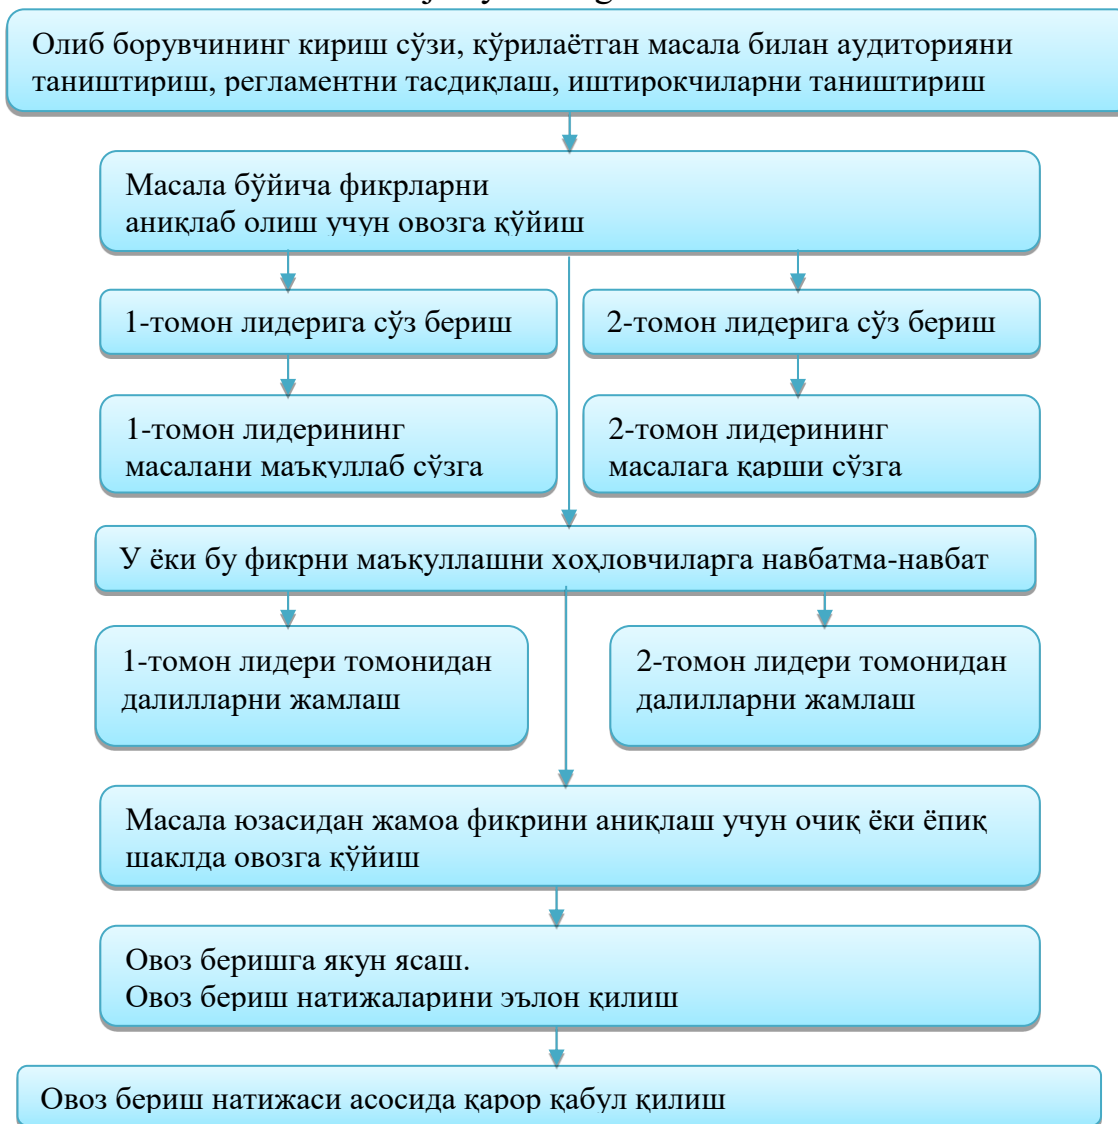 Олиб борувчининг кириш сўзи, кўрилаётган масала билан аудиторияни
таништириш, регламентни тасдиқлаш, иштирокчиларни таништириш
Масала бўйича фикрларни
аниқлаб олиш учун овозга қўйиш
1-томон лидерига сўз бериш
2-томон лидерига сўз бериш
1-томон лидерининг
масалани маъқуллаб сўзга
2-томон лидерининг
масалага қарши сўзга
У ёки бу фикрни маъқуллашни хоҳловчиларга навбатма-навбат
1-томон лидери томонидан
далилларни жамлаш
2-томон лидери томонидан
далилларни жамлаш
Масала юзасидан жамоа фикрини аниқлаш учун очиқ ёки ёпиқ
шаклда овозга қўйиш
Овоз беришга якун ясаш.
Овоз бериш натижаларини эълон қилиш
Овоз бериш натижаси асосида қарор қабул қилиш